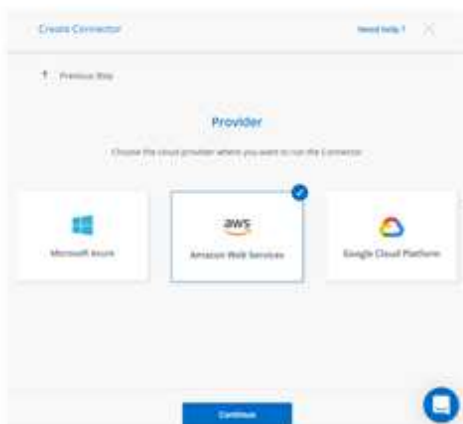 Create Connector
Need help ?
Previous Step
Provider
Choose the cloud provider where you want to run the Connector
Microsoft Azure
aws
Amazon Web Services
Google Cloud Platform
Continue